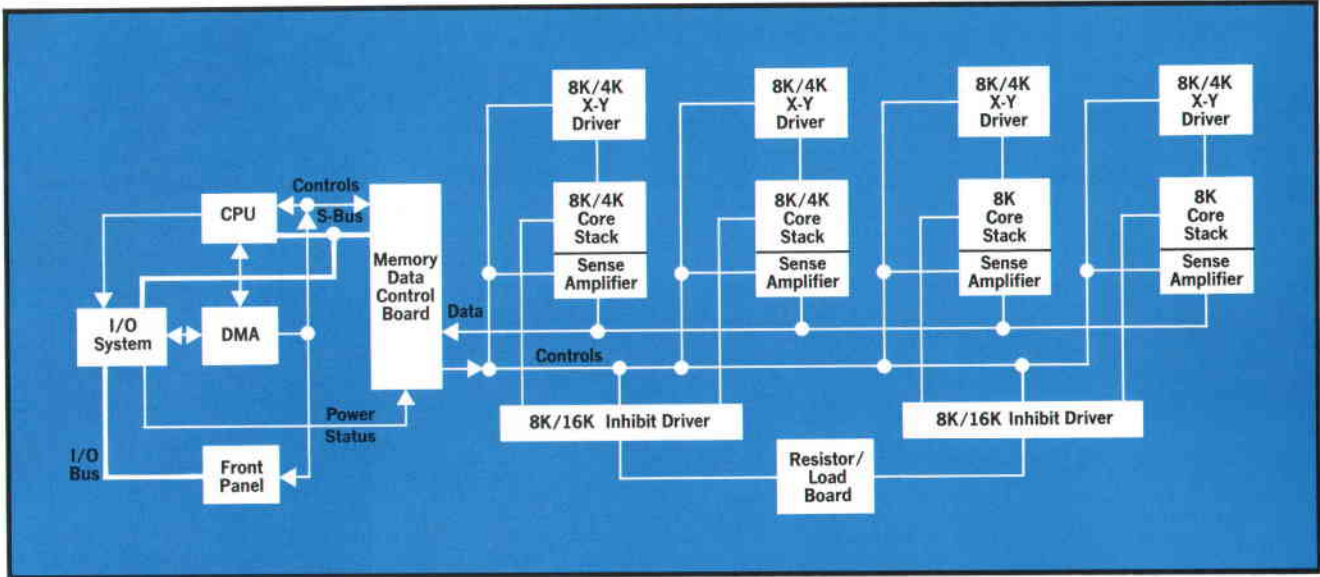 8K/4K
X-Y
Driver
8K/4K
X-Y
Driver
8K/4K
X-Y
Driver
8K/4K
X-Y
Driver
Controls
CPU
S-Bus
8K/4K
Core
Stack
Sense
Amplifier
8K/4K
Core
Stack
Sense
Amplifier
8K
Core
Stack
Sense
Amplifier
8K
Core
Stack
Sense
Amplifier
Memory
Data
Control
Board
I/O
System
DMA
Data
Controls
Power
Status
8K/16K Inhibit Driver
8K/16K Inhibit Driver
I/O
Bus
Front
Panel
Resistor/
Load
Board